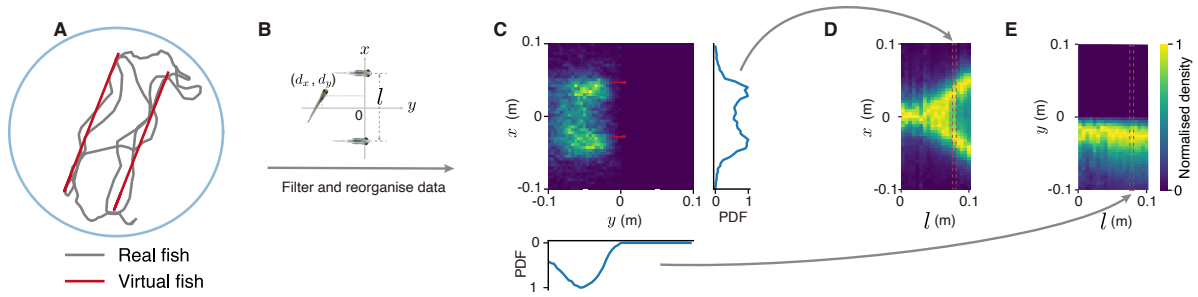 A
Real fish
Virtual fish
B
x
(dx, dy)
l
y
0
Filter and reorganise data
C
0.1
x (m)
0
-0.1
-0.1
0
0.1
y (m)
0
1
PDF
PDF
0
1
D
0.1
x (m)
0
-0.1
0
0.1
l (m)
E
0.1
y (m)
0
-0.1
0
0.1
l (m)
1
Normalised density
0